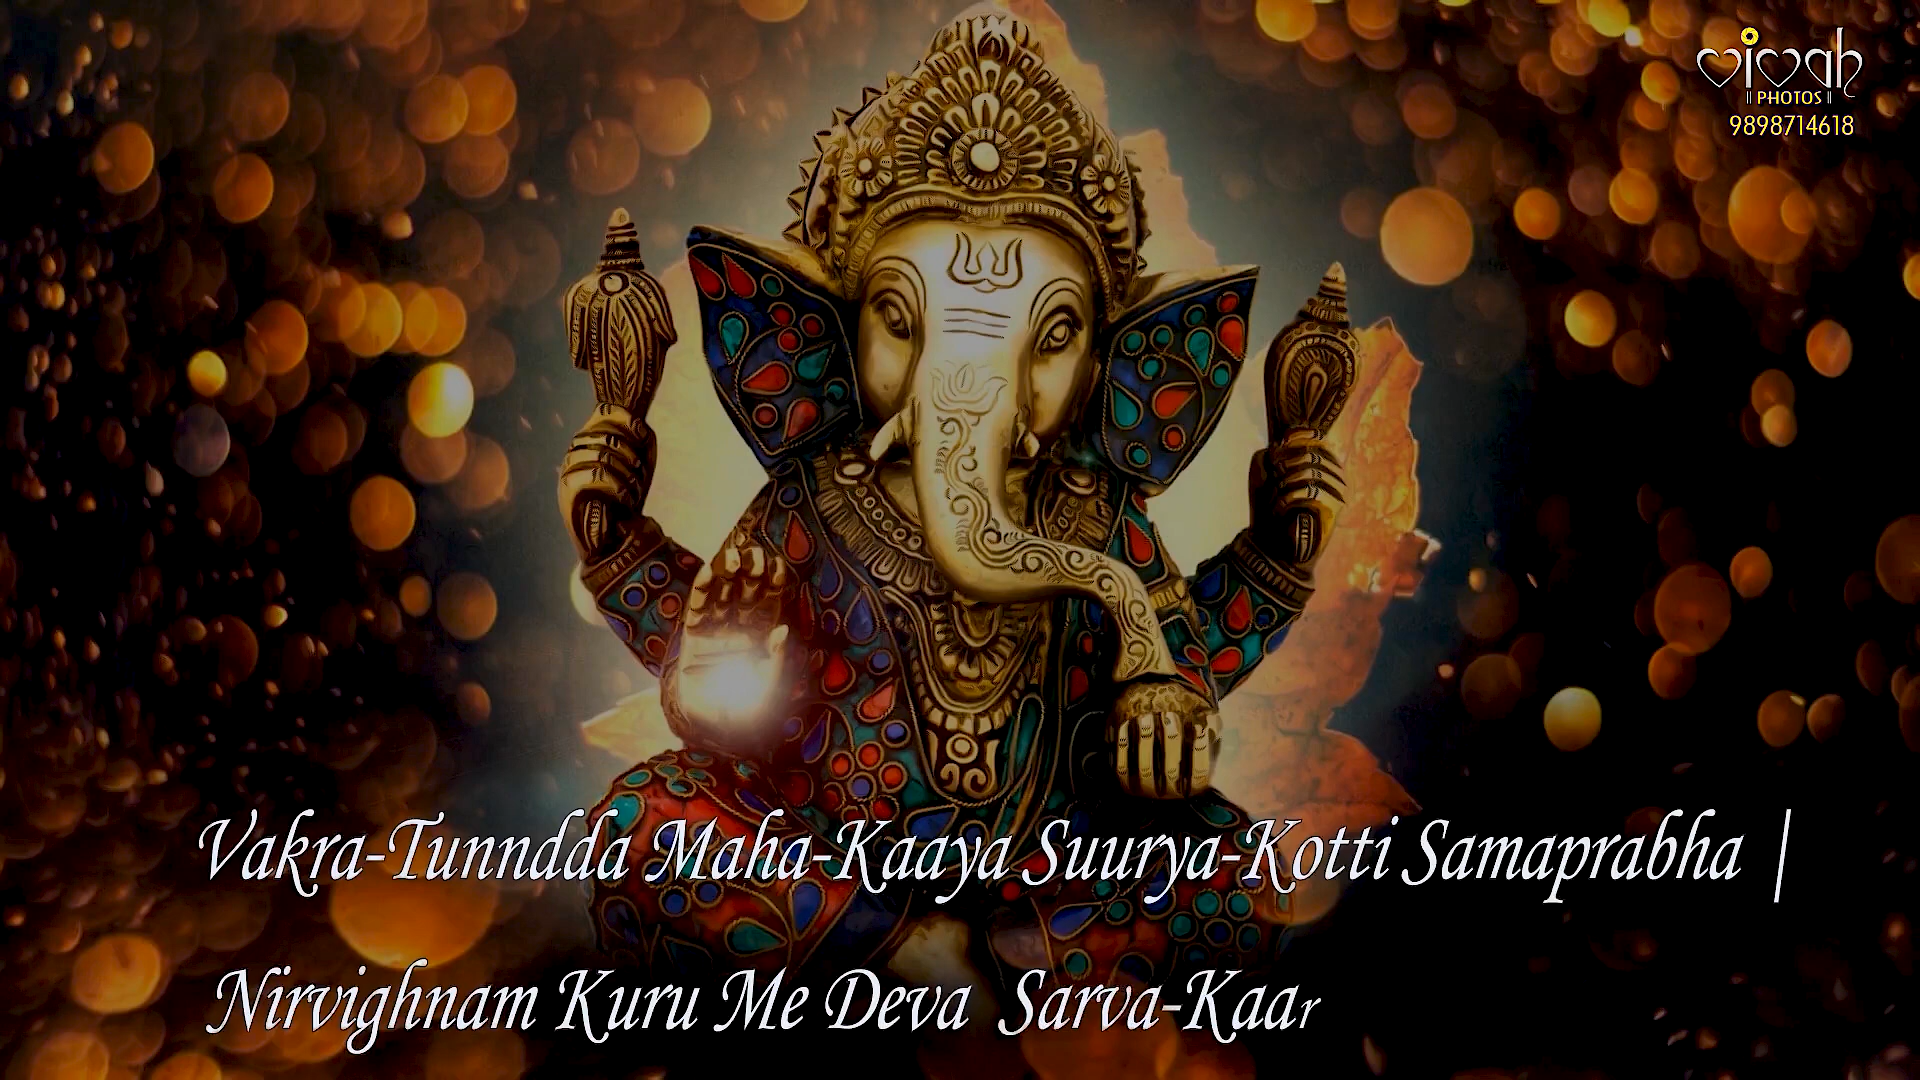 vivah
|| PHOTOS ||
9898714618
Vakra-Tunndda Maha-Kaaya Suurya-Kotti Samaprabha |
Nirvighnam Kuru Me Deva Sarva-Kaar